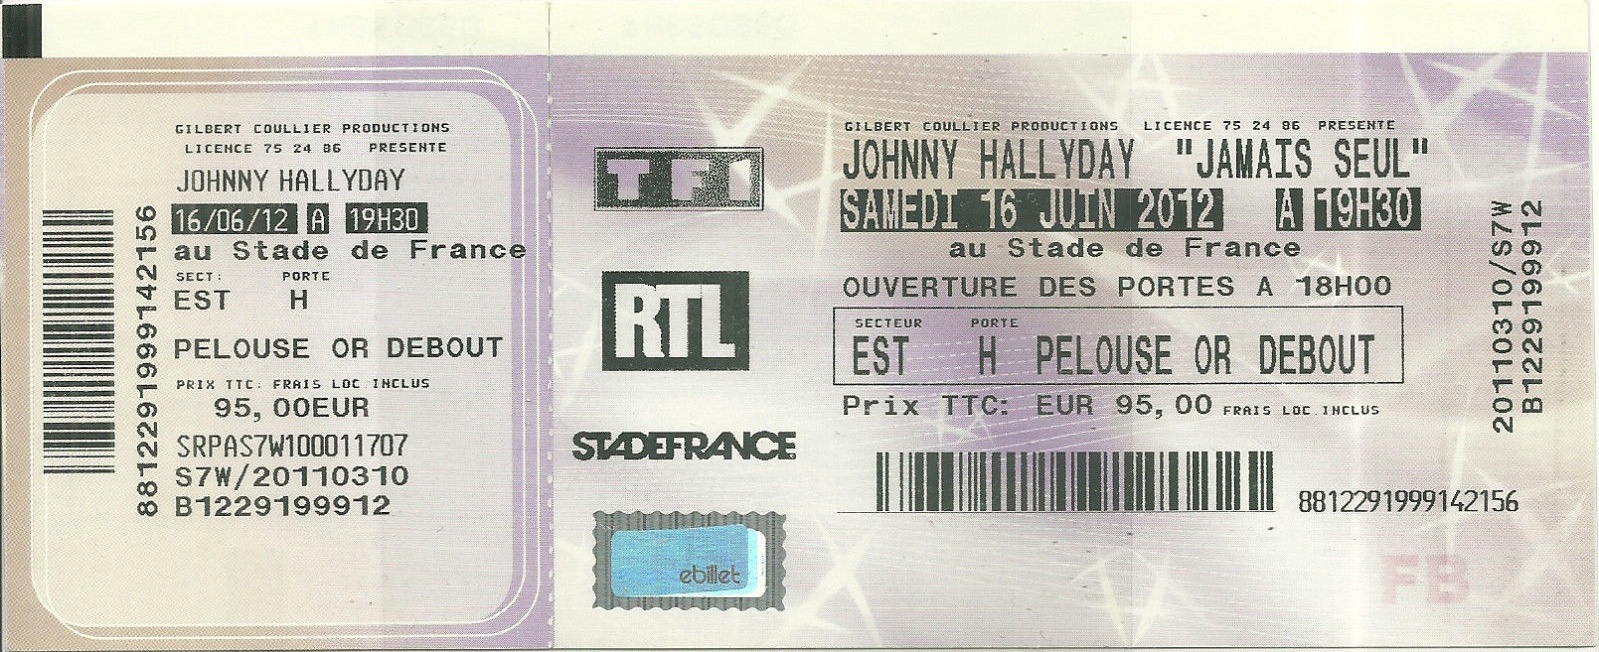 GILBERT COULLIER PRODUCTIONS
LICENCE 75 24 86 PRESENTE
JOHNNY HALLYDAY
16/06/12 A 19H30
au Stade de France
SECT: PORTE
EST H
PELOUSE OR DEBOUT
PRIX TTC: FRAIS LOC INCLUS
95,00EUR
SRPAS7W100011707
S7W/20110310
B1229199912
8812291999142156
TF1
RTL
STADEFRANCE
ebillet
GILBERT COULLIER PRODUCTIONS LICENCE 75 24 86 PRESENTE
JOHNNY HALLYDAY "JAMAIS SEUL"
SAMEDI 16 JUIN 2012 A 19H30
au Stade de France
OUVERTURE DES PORTES A 18H00
SECTEUR PORTE
EST H PELOUSE OR DEBOUT
Prix TTC: EUR 95,00 FRAIS LOC INCLUS
8812291999142156
20110310/S7W
B1229199912
FB